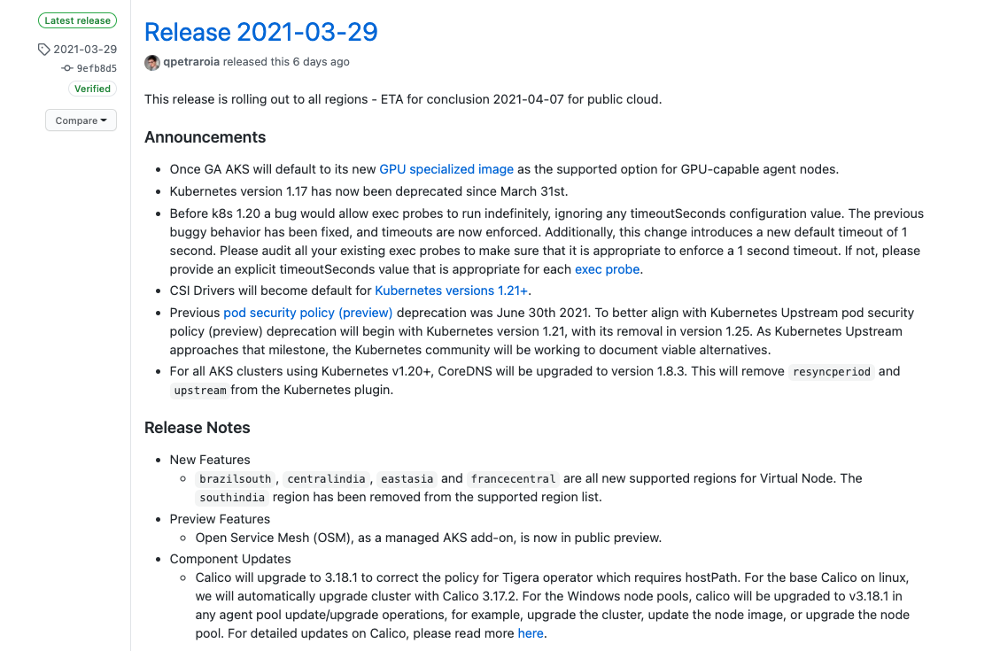 Latest release
2021-03-29
9efb8d5
Verified
Compare
Release 2021-03-29
qpetraroia released this 6 days ago
This release is rolling out to all regions - ETA for conclusion 2021-04-07 for public cloud.
Announcements
• Once GA AKS will default to its new GPU specialized image as the supported option for GPU-capable agent nodes.
• Kubernetes version 1.17 has now been deprecated since March 31st.
• Before k8s 1.20 a bug would allow exec probes to run indefinitely, ignoring any timeoutSeconds configuration value. The previous
buggy behavior has been fixed, and timeouts are now enforced. Additionally, this change introduces a new default timeout of 1
second. Please audit all your existing exec probes to make sure that it is appropriate to enforce a 1 second timeout. If not, please
provide an explicit timeoutSeconds value that is appropriate for each exec probe.
• CSI Drivers will become default for Kubernetes versions 1.21+.
• Previous pod security policy (preview) deprecation was June 30th 2021. To better align with Kubernetes Upstream pod security
policy (preview) deprecation will begin with Kubernetes version 1.21, with its removal in version 1.25. As Kubernetes Upstream
approaches that milestone, the Kubernetes community will be working to document viable alternatives.
• For all AKS clusters using Kubernetes v1.20+, CoreDNS will be upgraded to version 1.8.3. This will remove resyncperiod and
upstream from the Kubernetes plugin.
Release Notes
• New Features
◦ brazilsouth, centralindia, eastasia and francecentral are all new supported regions for Virtual Node. The
southindia region has been removed from the supported region list.
• Preview Features
◦ Open Service Mesh (OSM), as a managed AKS add-on, is now in public preview.
• Component Updates
◦ Calico will upgrade to 3.18.1 to correct the policy for Tigera operator which requires hostPath. For the base Calico on linux,
we will automatically upgrade cluster with Calico 3.17.2. For the Windows node pools, calico will be upgraded to v3.18.1 in
any agent pool update/upgrade operations, for example, upgrade the cluster, update the node image, or upgrade the node
pool. For detailed updates on Calico, please read more here.